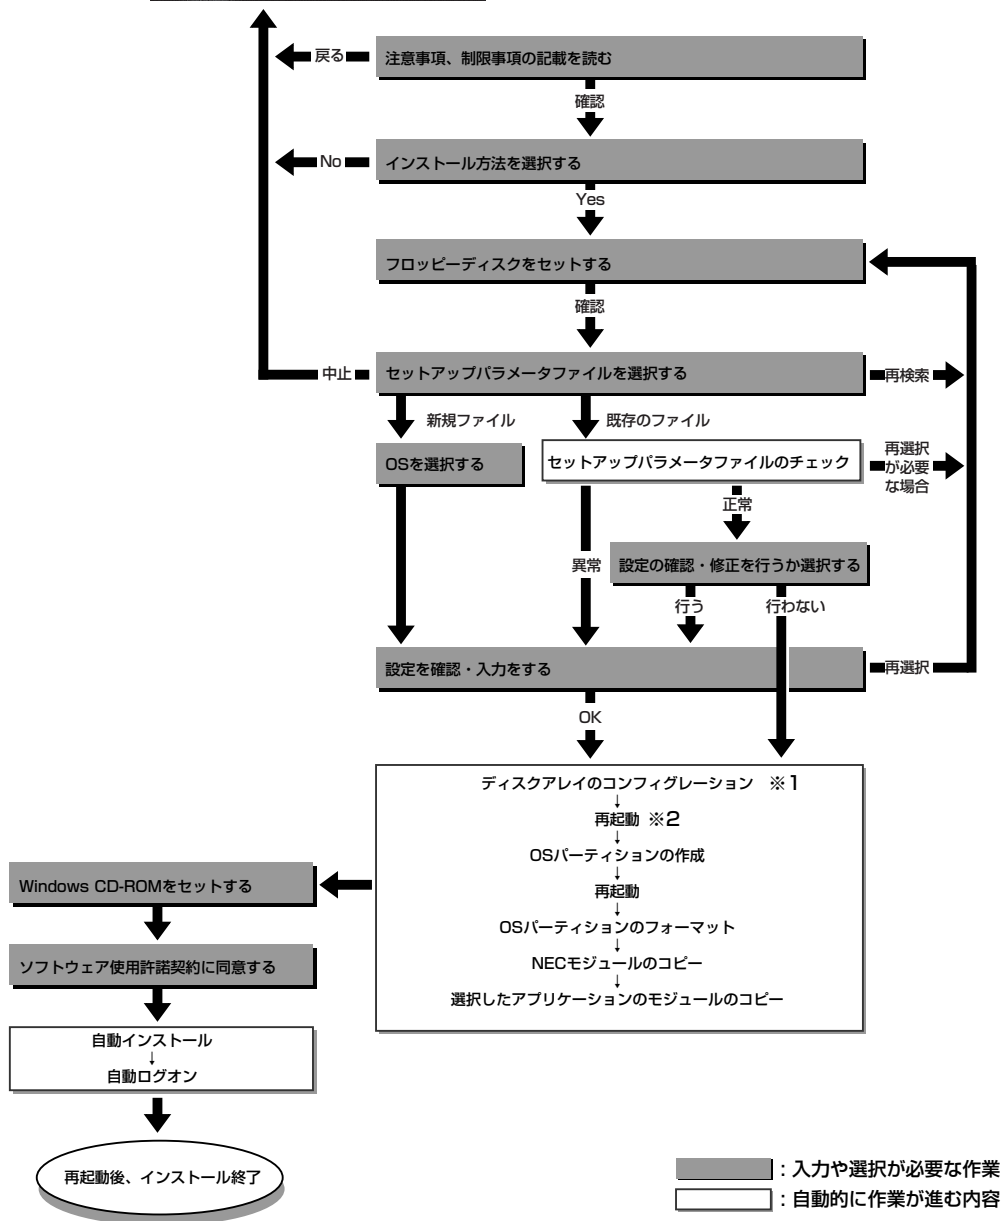 戻る
注意事項、制限事項の記載を読む
確認
No
インストール方法を選択する
Yes
フロッピーディスクをセットする
確認
中止
セットアップパラメータファイルを選択する
再検索
新規ファイル
既存のファイル
OSを選択する
セットアップパラメータファイルのチェック
再選択
が必要
な場合
正常
異常
設定の確認・修正を行うか選択する
行う
行わない
設定を確認・入力をする
再選択
OK
ディスクアレイのコンフィグレーション ※1
↓
再起動 ※2
↓
OSパーティションの作成
↓
再起動
↓
OSパーティションのフォーマット
↓
NECモジュールのコピー
↓
選択したアプリケーションのモジュールのコピー
Windows CD-ROMをセットする
ソフトウェア使用許諾契約に同意する
自動インストール
↓
自動ログオン
再起動後、インストール終了
：入力や選択が必要な作業
：自動的に作業が進む内容